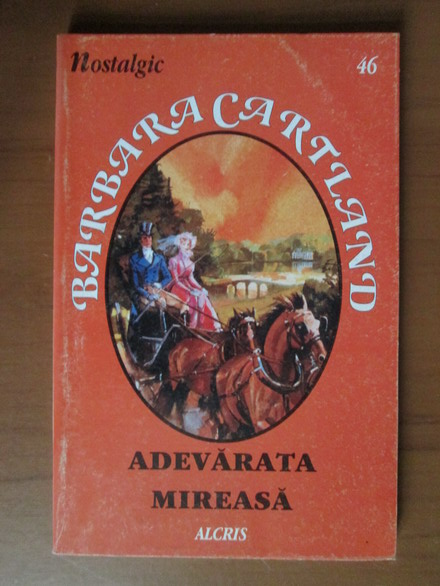 Nostalgic
46
BARBARA CARTLAND
ADEVĂRATA
MIREASĂ
ALCRIS